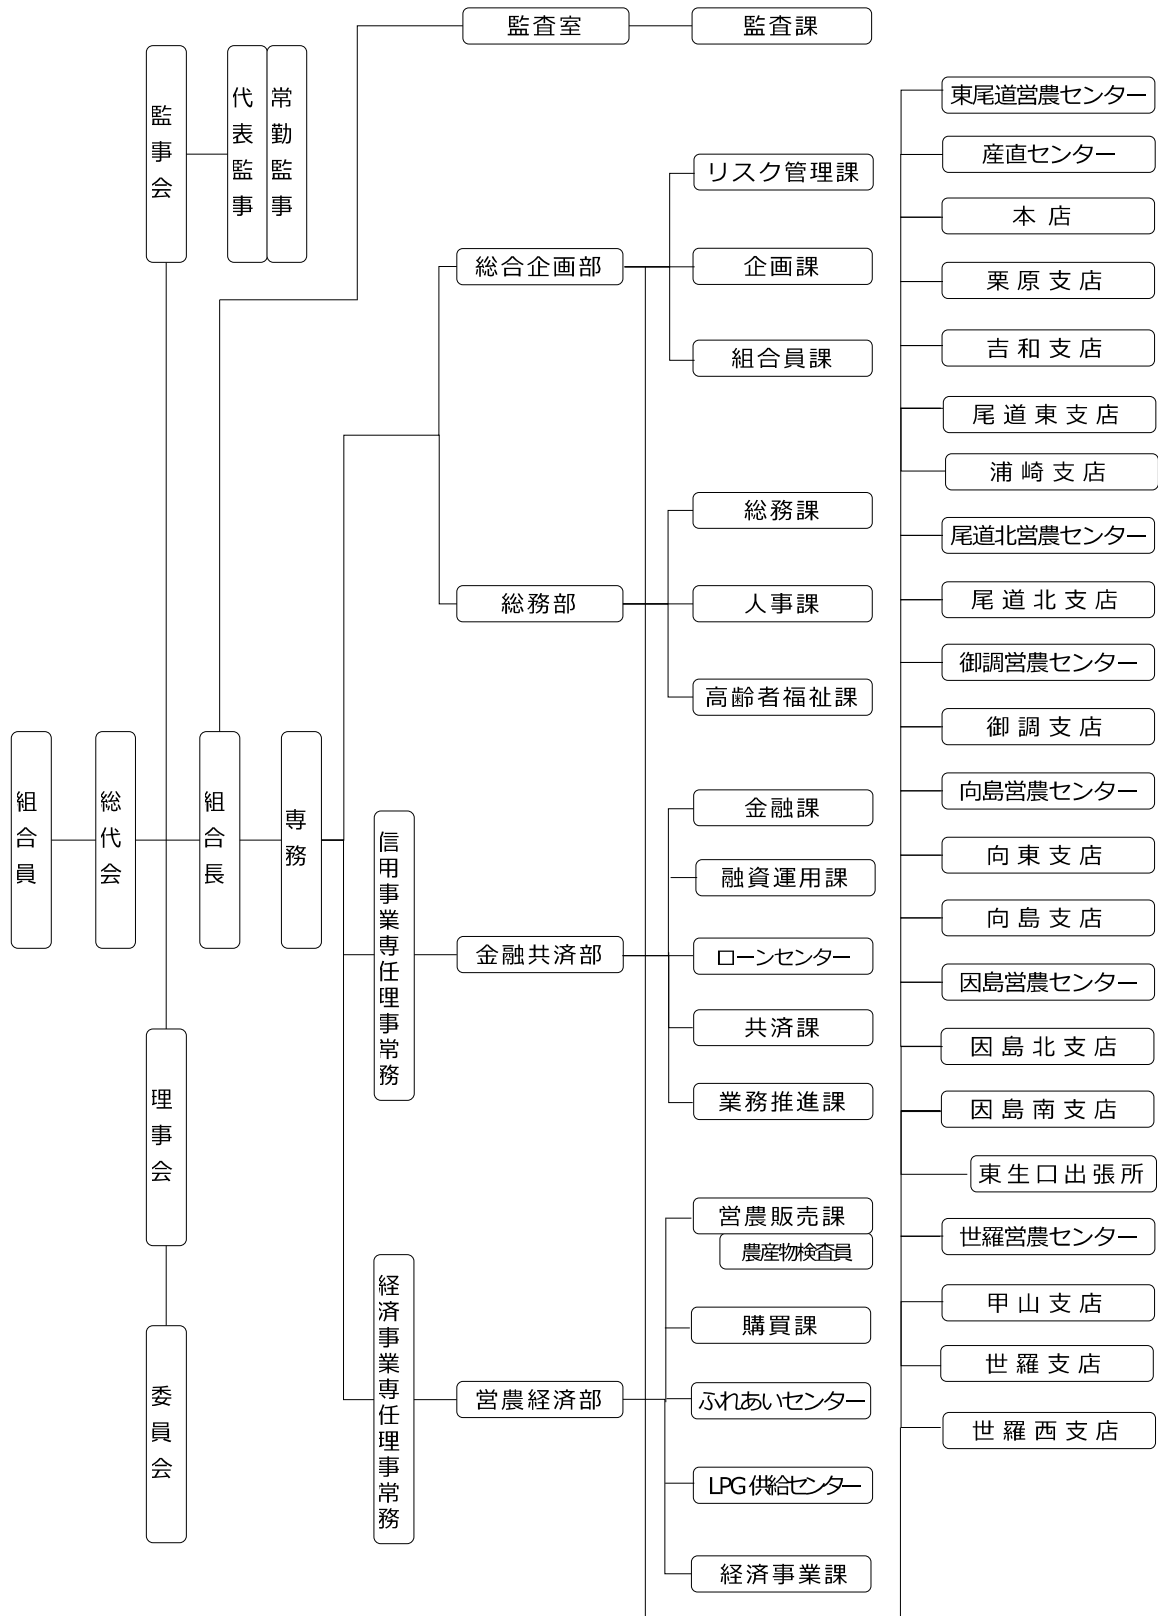 監査室
監査課
監事会
代表監事
常勤監事
組合員
総代会
組合長
専務
理事会
委員会
信用事業専任理事常務
経済事業専任理事常務
総合企画部
リスク管理課
企画課
組合員課
総務部
総務課
人事課
高齢者福祉課
金融共済部
金融課
融資運用課
ローンセンター
共済課
業務推進課
営農経済部
営農販売課
農産物検査員
購買課
ふれあいセンター
LPG供給センター
経済事業課
東尾道営農センター
産直センター
本店
栗原支店
吉和支店
尾道東支店
浦崎支店
尾道北営農センター
尾道北支店
御調営農センター
御調支店
向島営農センター
向東支店
向島支店
因島営農センター
因島北支店
因島南支店
東生口出張所
世羅営農センター
甲山支店
世羅支店
世羅西支店